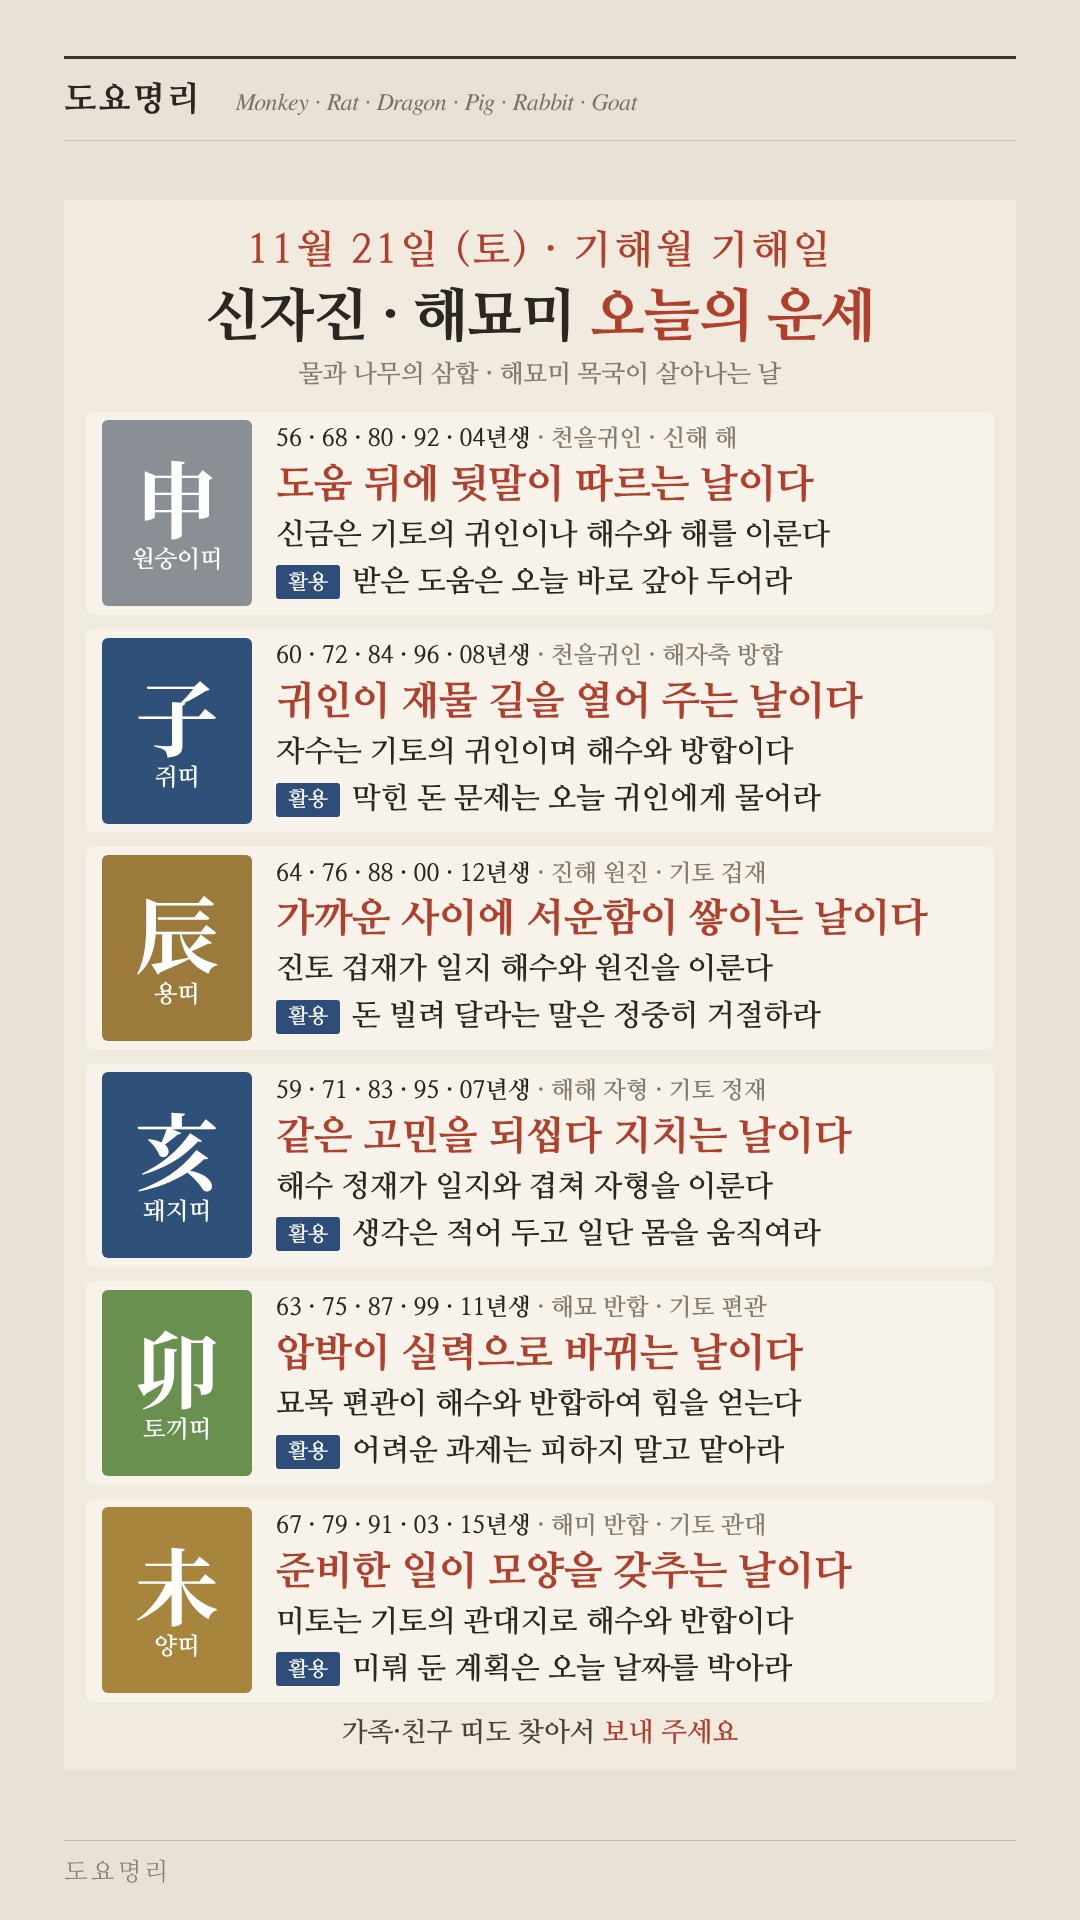 도요명리 Monkey · Rat · Dragon · Pig · Rabbit · Goat
11월 21일 (토) · 기해월 기해일
신자진 · 해묘미 오늘의 운세
물과 나무의 삼합 · 해묘미 목국이 살아나는 날
申
원숭이띠
56 · 68 · 80 · 92 · 04년생 · 천을귀인 · 신해 해
도움 뒤에 뒷말이 따르는 날이다
신금은 기토의 귀인이나 해수와 해를 이룬다
활용 받은 도움은 오늘 바로 갚아 두어라
子
쥐띠
60 · 72 · 84 · 96 · 08년생 · 천을귀인 · 해자축 방합
귀인이 재물 길을 열어 주는 날이다
자수는 기토의 귀인이며 해수와 방합이다
활용 막힌 돈 문제는 오늘 귀인에게 물어라
辰
용띠
64 · 76 · 88 · 00 · 12년생 · 진해 원진 · 기토 겁재
가까운 사이에 서운함이 쌓이는 날이다
진토 겁재가 일지 해수와 원진을 이룬다
활용 돈 빌려 달라는 말은 정중히 거절하라
亥
돼지띠
59 · 71 · 83 · 95 · 07년생 · 해해 자형 · 기토 정재
같은 고민을 되씹다 지치는 날이다
해수 정재가 일지와 겹쳐 자형을 이룬다
활용 생각은 적어 두고 일단 몸을 움직여라
卯
토끼띠
63 · 75 · 87 · 99 · 11년생 · 해묘 반합 · 기토 편관
압박이 실력으로 바뀌는 날이다
묘목 편관이 해수와 반합하여 힘을 얻는다
활용 어려운 과제는 피하지 말고 맡아라
未
양띠
67 · 79 · 91 · 03 · 15년생 · 해미 반합 · 기토 관대
준비한 일이 모양을 갖추는 날이다
미토는 기토의 관대지로 해수와 반합이다
활용 미뤄 둔 계획은 오늘 날짜를 박아라
가족·친구 띠도 찾아서 보내 주세요
도요명리